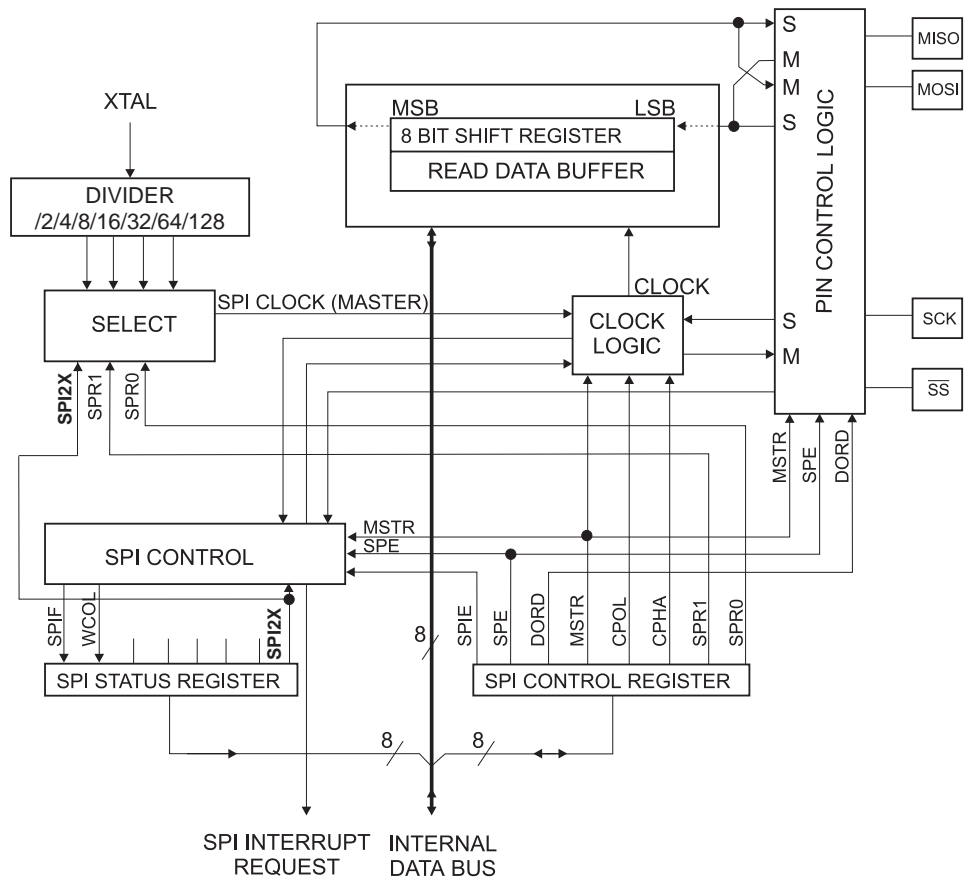 S
MISO
M
XTAL
MSB
LSB
M
MOSI
8 BIT SHIFT REGISTER
S
READ DATA BUFFER
DIVIDER
/2/4/8/16/32/64/128
PIN CONTROL LOGIC
SPI CLOCK (MASTER)
CLOCK
SELECT
CLOCK
LOGIC
S
SCK
M
SPI2X
SPR1
SPR0
SS
MSTR
SPE
DORD
MSTR
SPE
SPI CONTROL
SPIF
WCOL
SPI2X
8
SPIE
SPE
DORD
MSTR
CPOL
CPHA
SPR1
SPR0
SPI STATUS REGISTER
SPI CONTROL REGISTER
8
8
SPI INTERRUPT
REQUEST
INTERNAL
DATA BUS